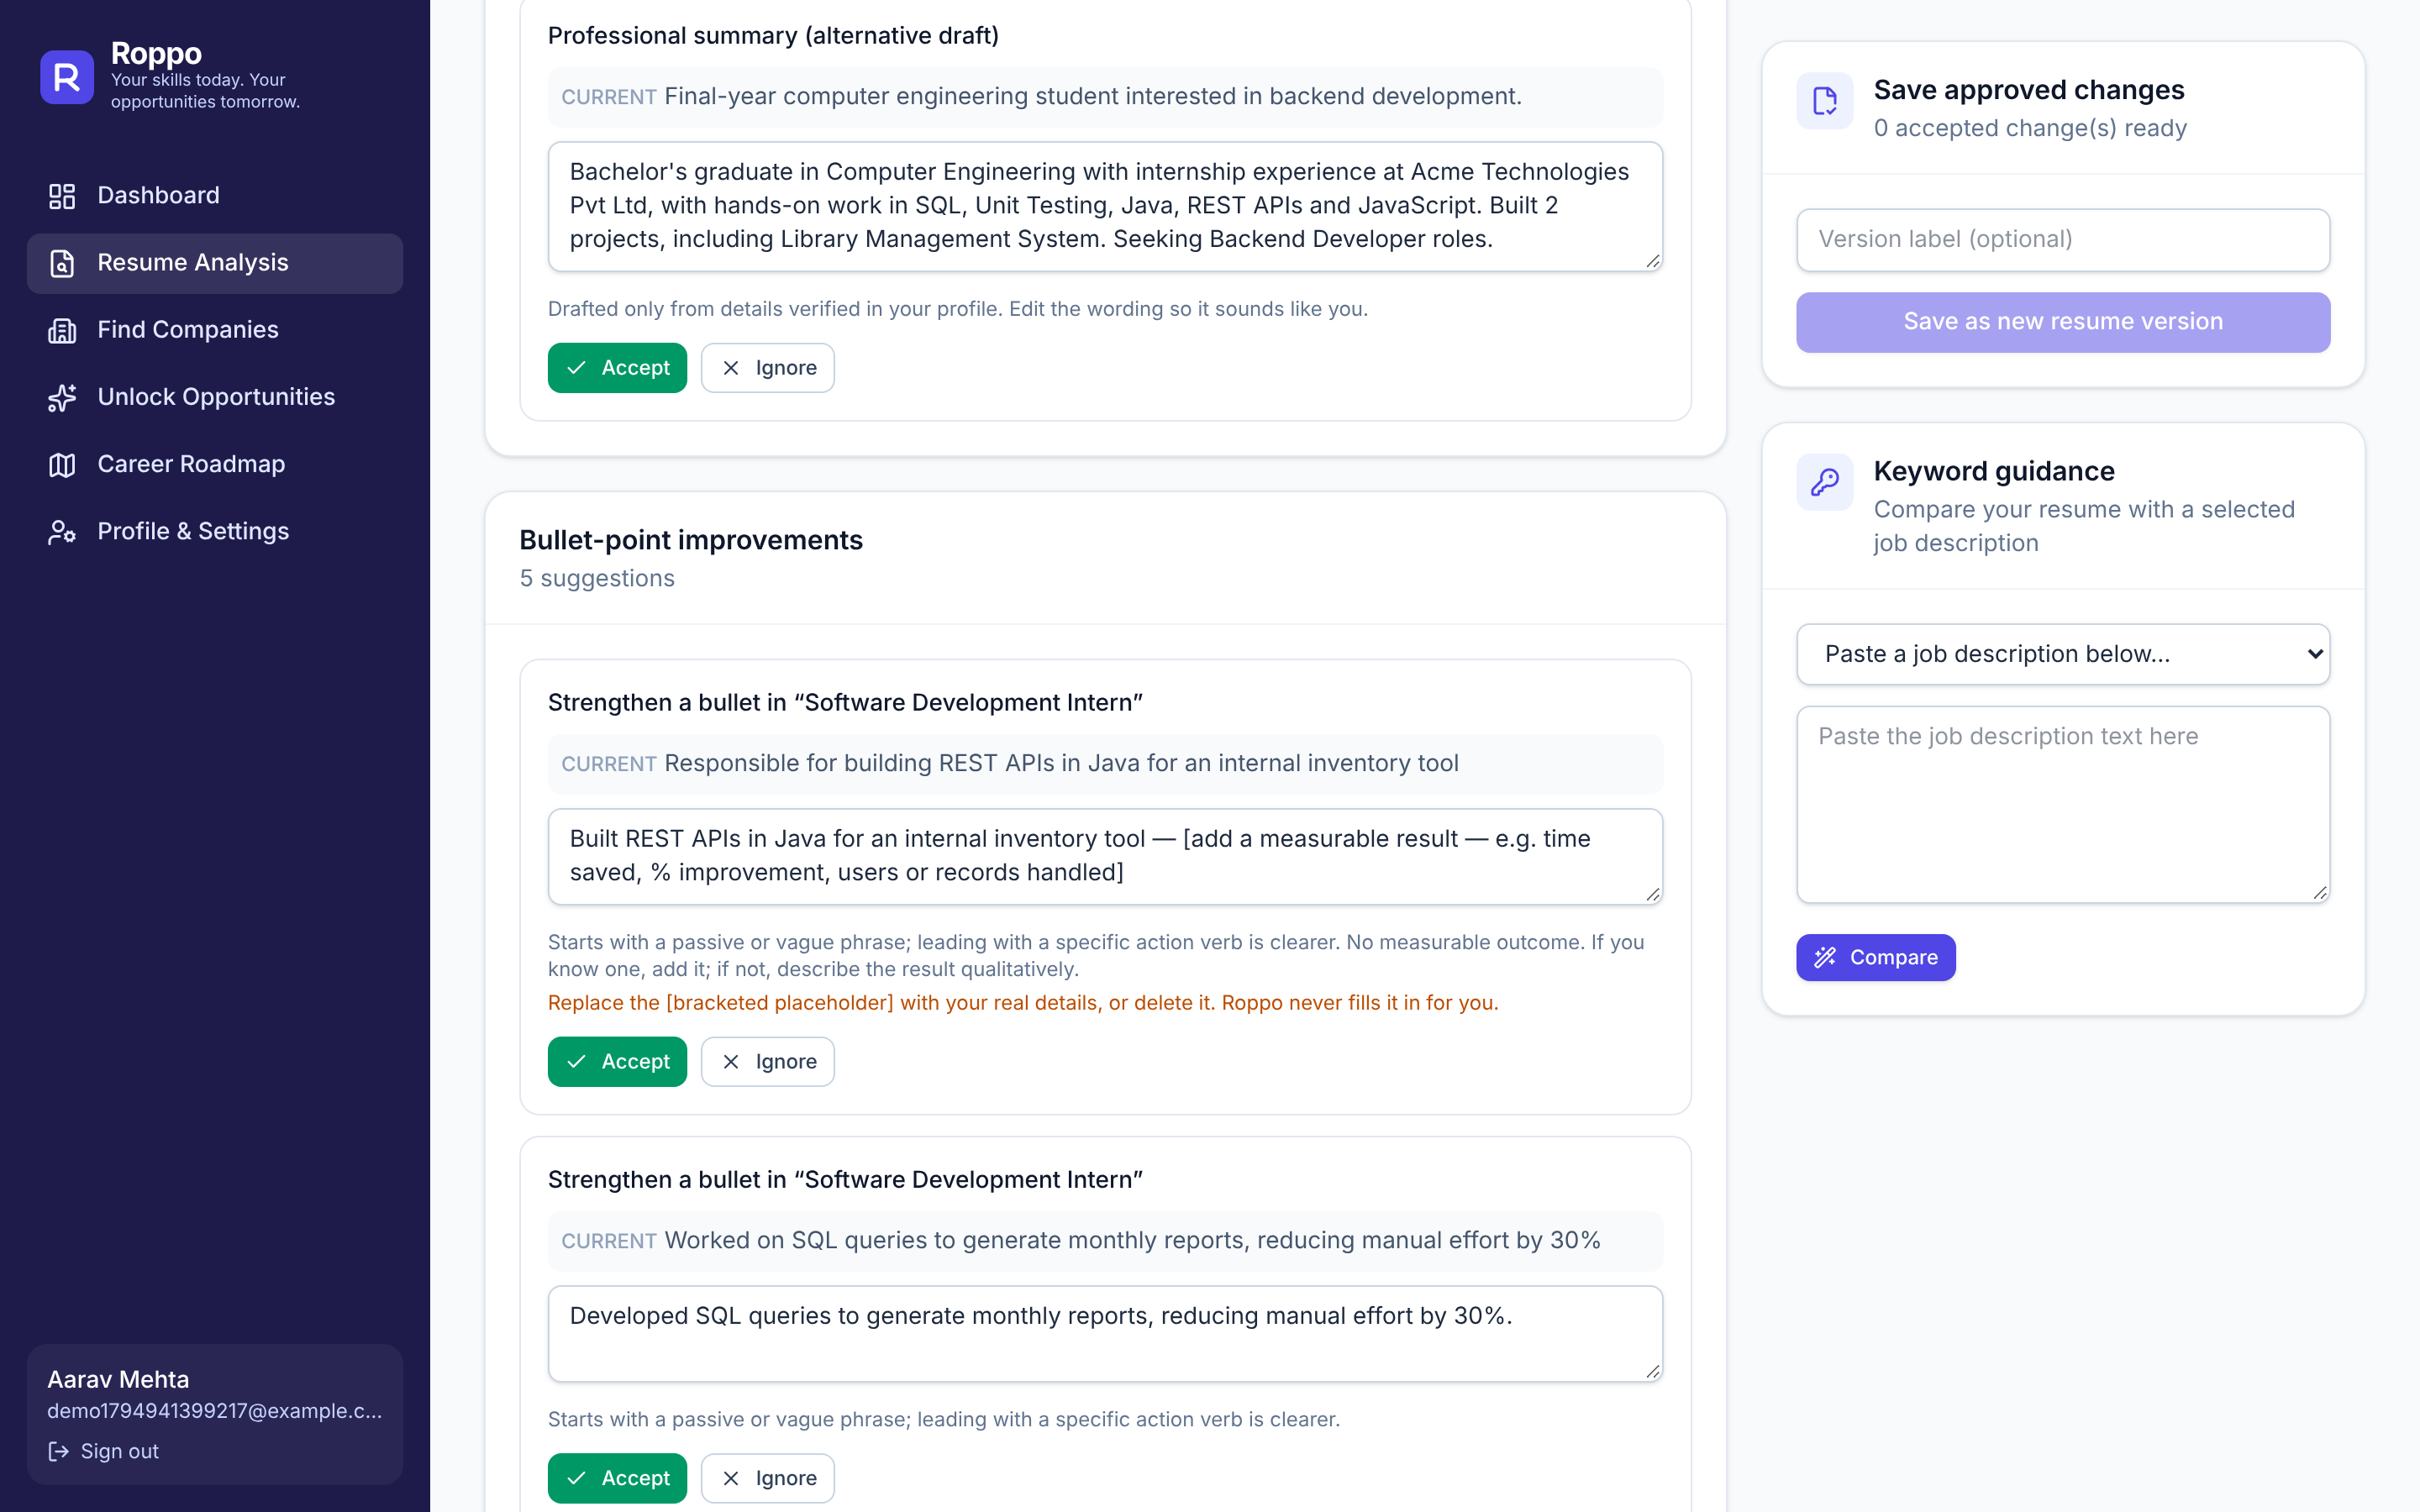 Roppo
Your skills today. Your
opportunities tomorrow.
Dashboard
Resume Analysis
Find Companies
Unlock Opportunities
Career Roadmap
Profile & Settings
Aarav Mehta
demo1794941399217@example.c...
Sign out
Professional summary (alternative draft)
CURRENT Final-year computer engineering student interested in backend development.
Bachelor's graduate in Computer Engineering with internship experience at Acme Technologies
Pvt Ltd, with hands-on work in SQL, Unit Testing, Java, REST APIs and JavaScript. Built 2
projects, including Library Management System. Seeking Backend Developer roles.
Drafted only from details verified in your profile. Edit the wording so it sounds like you.
Accept
Ignore
Bullet-point improvements
5 suggestions
Strengthen a bullet in “Software Development Intern”
CURRENT Responsible for building REST APIs in Java for an internal inventory tool
Built REST APIs in Java for an internal inventory tool — [add a measurable result — e.g. time
saved, % improvement, users or records handled]
Starts with a passive or vague phrase; leading with a specific action verb is clearer. No measurable outcome. If you
know one, add it; if not, describe the result qualitatively.
Replace the [bracketed placeholder] with your real details, or delete it. Roppo never fills it in for you.
Accept
Ignore
Strengthen a bullet in “Software Development Intern”
CURRENT Worked on SQL queries to generate monthly reports, reducing manual effort by 30%
Developed SQL queries to generate monthly reports, reducing manual effort by 30%.
Starts with a passive or vague phrase; leading with a specific action verb is clearer.
Accept
Ignore
Save approved changes
0 accepted change(s) ready
Version label (optional)
Save as new resume version
Keyword guidance
Compare your resume with a selected
job description
Paste a job description below...
Paste the job description text here
Compare